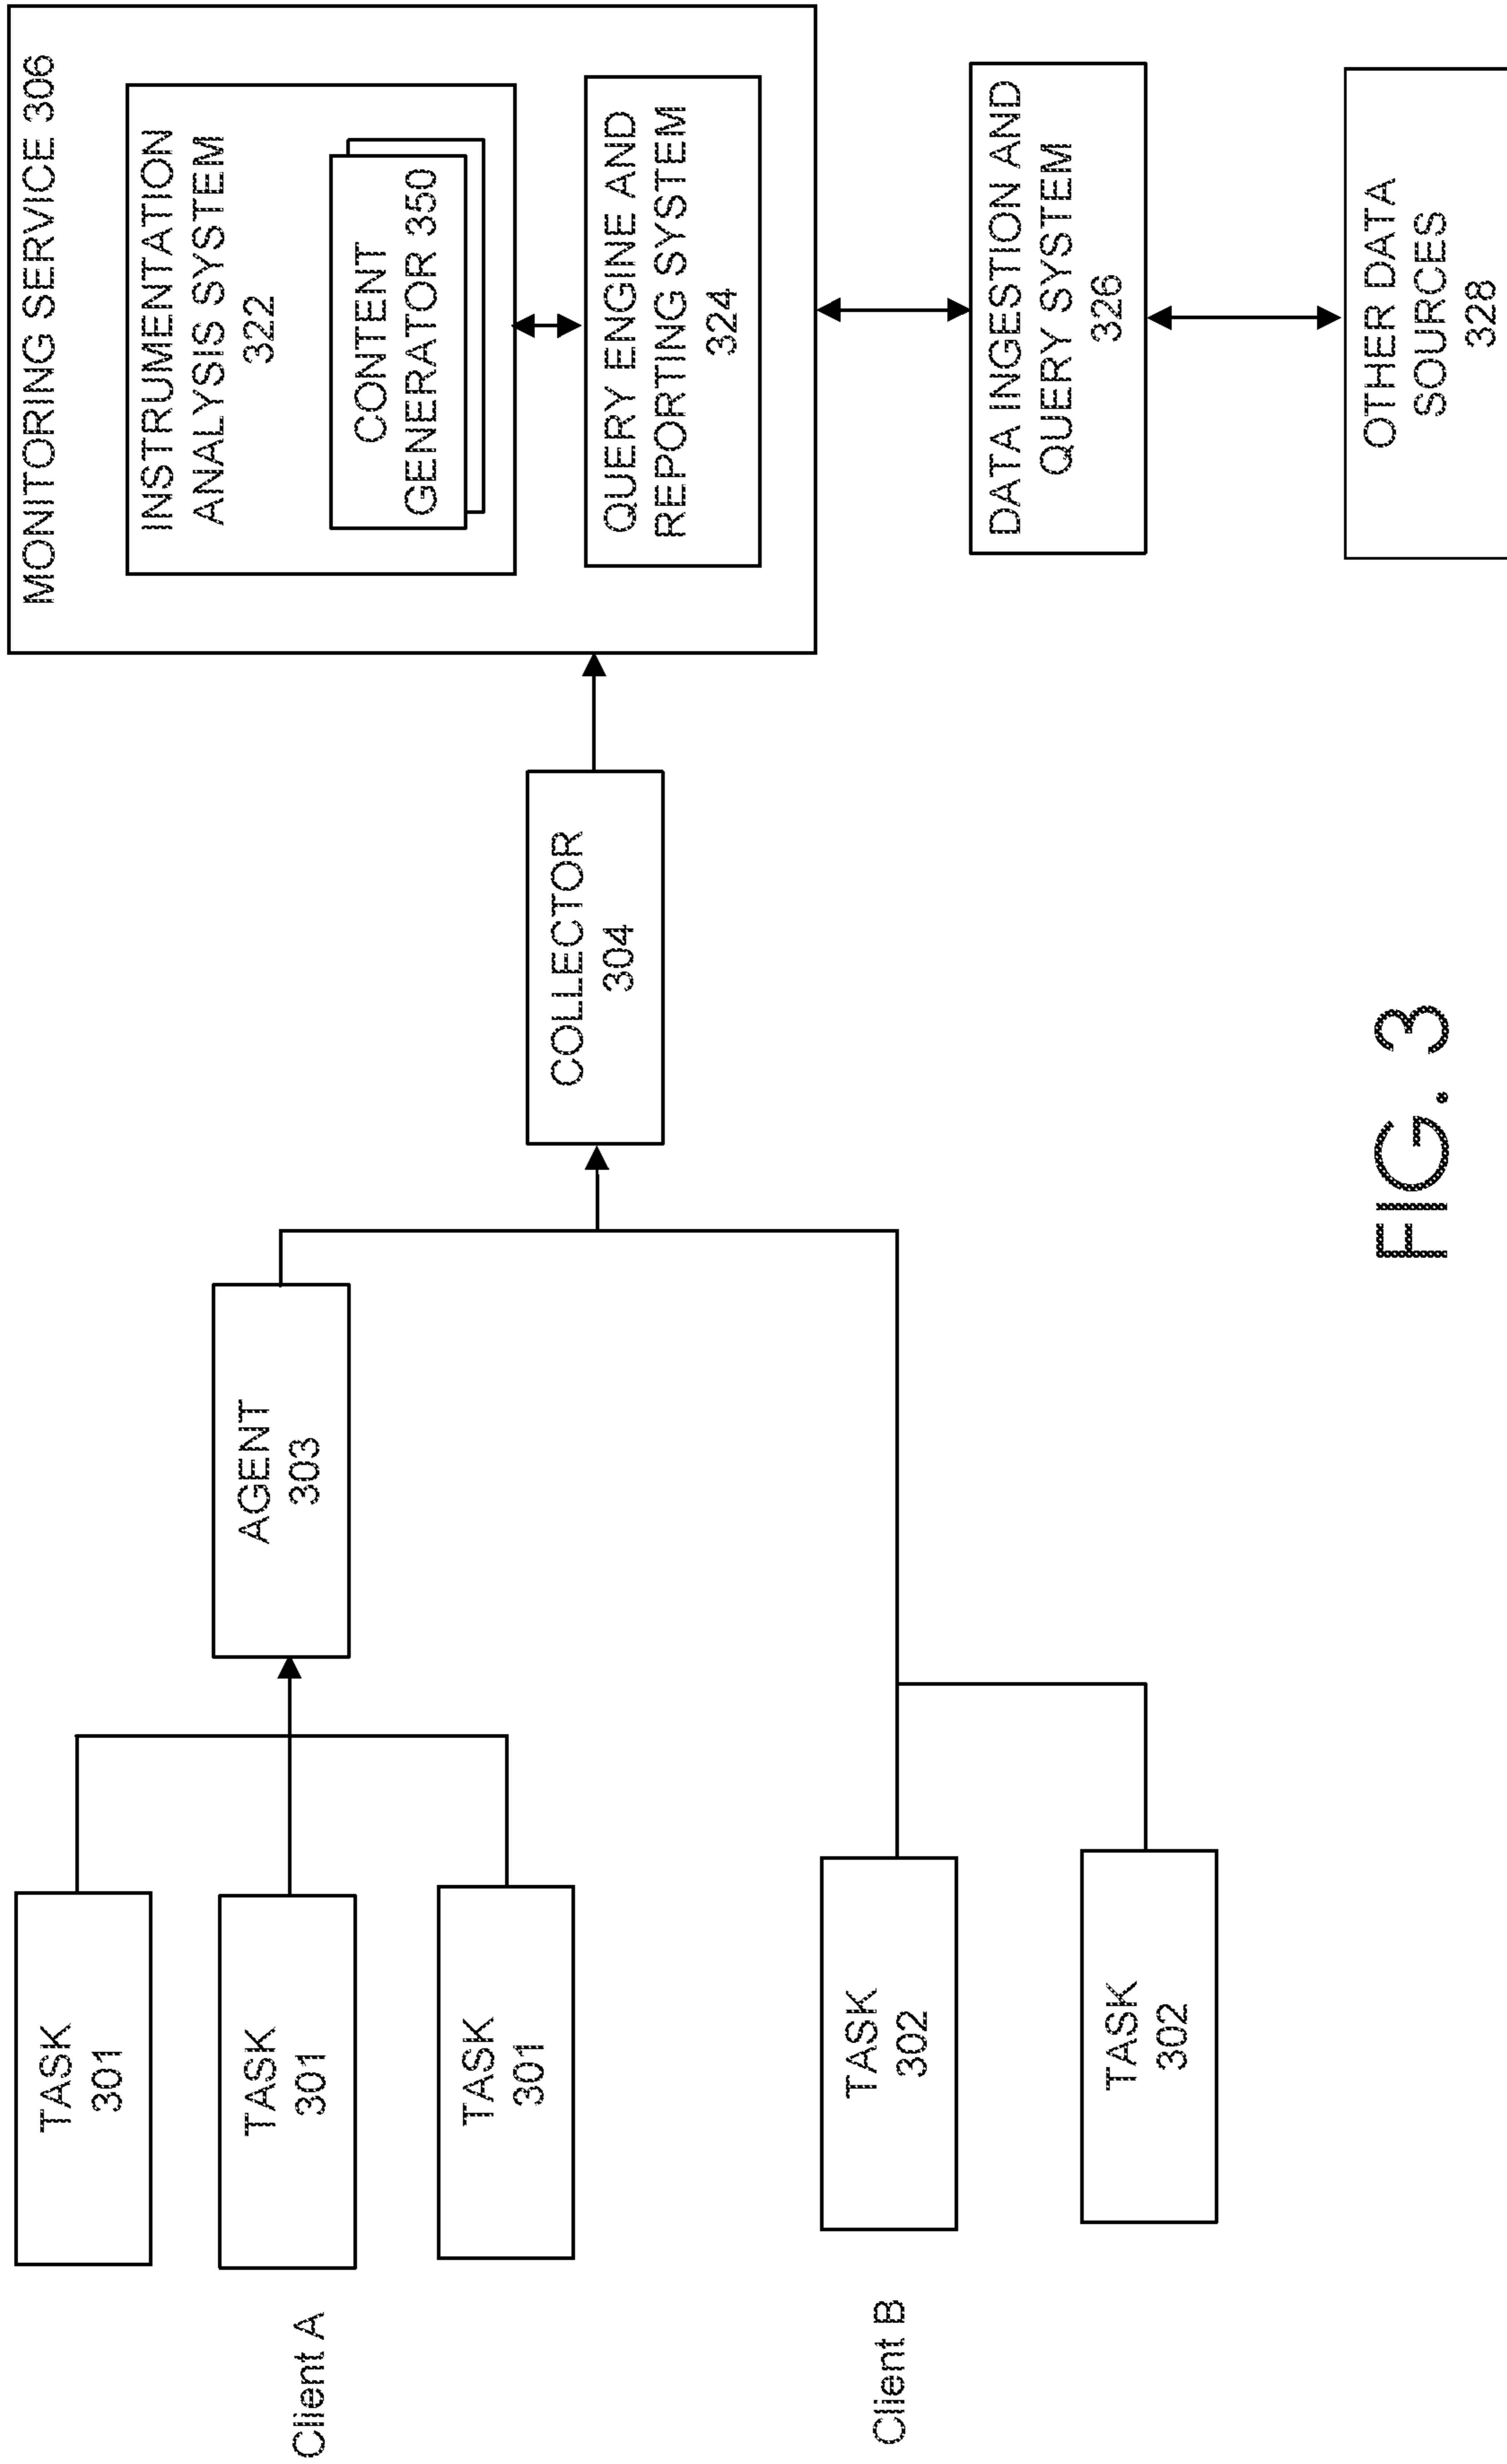 MONITORING SERVICE 306
INSTRUMENTATION
ANALYSIS SYSTEM
322
CONTENT
GENERATOR 350
QUERY ENGINE AND
REPORTING SYSTEM
324
DATA INGESTION AND
QUERY SYSTEM
326
OTHER DATA
SOURCES
328
COLLECTOR
304
AGENT
303
TASK
301
TASK
301
TASK
301
Client A
TASK
302
TASK
302
Client B
FIG. 3